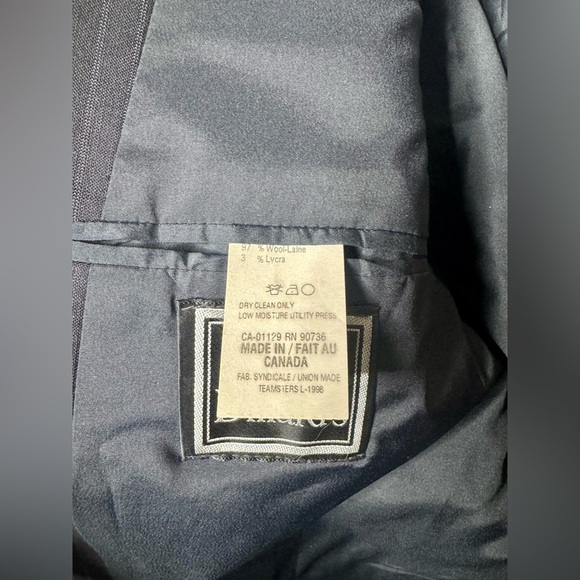 97 % Wool-Laine
3 % Lycra
DRY CLEAN ONLY
LOW MOISTURE UTILITY PRESS
CA-01129 RN 90736
MADE IN / FAIT AU
CANADA
FAB. SYNDICALE / UNION MADE
TEAMSTERS L-1998